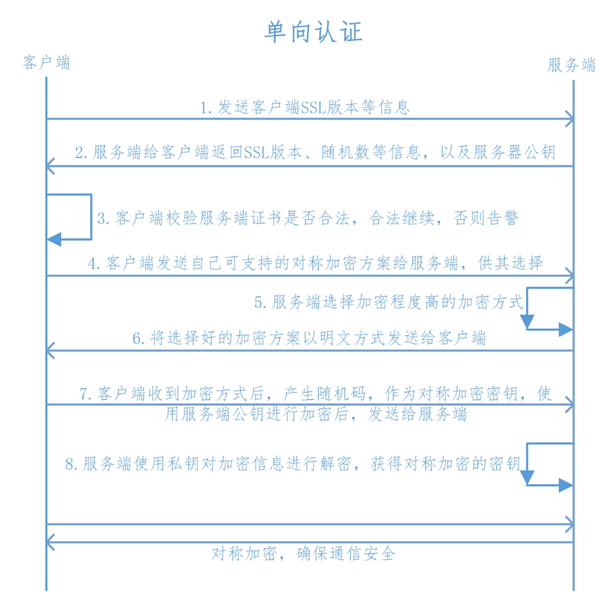 单向认证
客户端
服务端
1.发送客户端SSL版本等信息
2.服务端给客户端返回SSL版本、随机数等信息，以及服务器公钥
3.客户端校验服务端证书是否合法，合法继续，否则告警
4.客户端发送自己可支持的对称加密方案给服务端，供其选择
5.服务端选择加密程度高的加密方式
6.将选择好的加密方案以明文方式发送给客户端
7.客户端收到加密方式后，产生随机码，作为对称加密密钥，使
用服务端公钥进行加密后，发送给服务端
8.服务端使用私钥对加密信息进行解密，获得对称加密的密钥
对称加密，确保通信安全